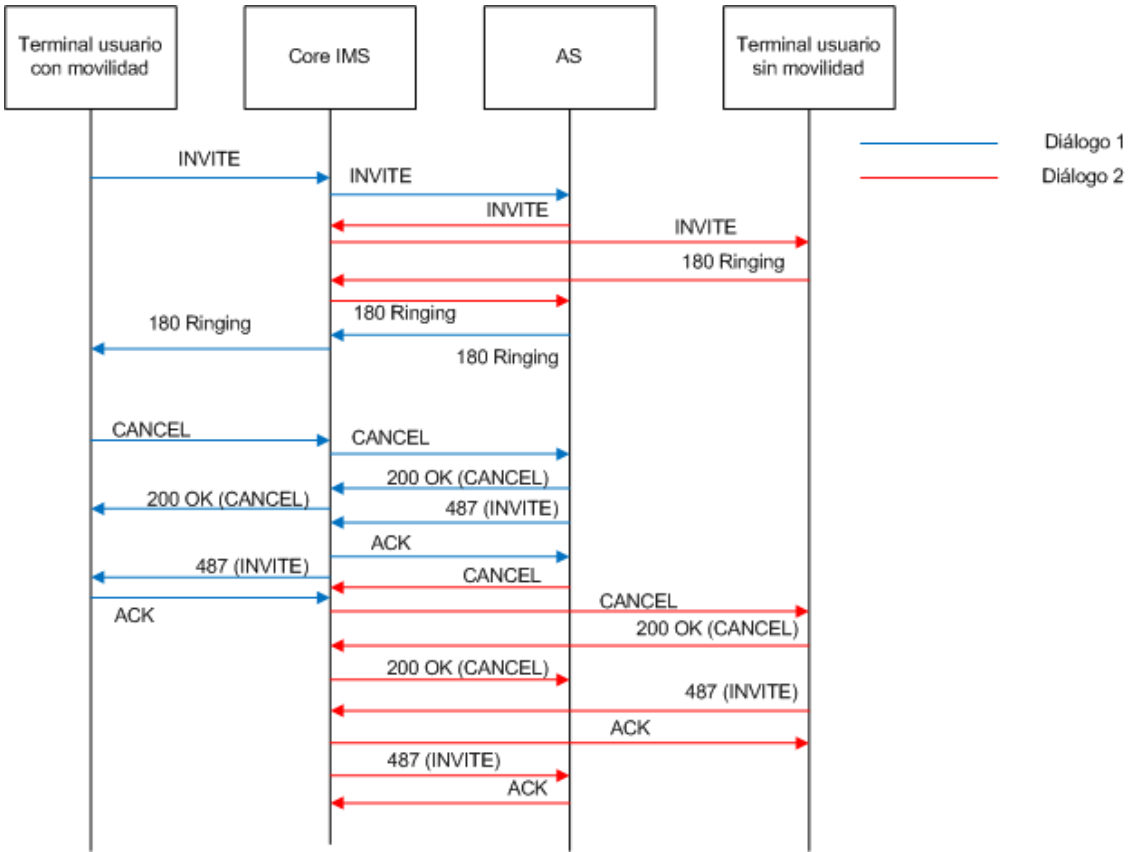 Terminal usuario
con movilidad
Core IMS
AS
Terminal usuario
sin movilidad
Diálogo 1
Diálogo 2
INVITE
INVITE
INVITE
INVITE
180 Ringing
180 Ringing
180 Ringing
180 Ringing
CANCEL
CANCEL
200 OK (CANCEL)
200 OK (CANCEL)
487 (INVITE)
ACK
487 (INVITE)
CANCEL
CANCEL
ACK
200 OK (CANCEL)
200 OK (CANCEL)
487 (INVITE)
ACK
487 (INVITE)
ACK